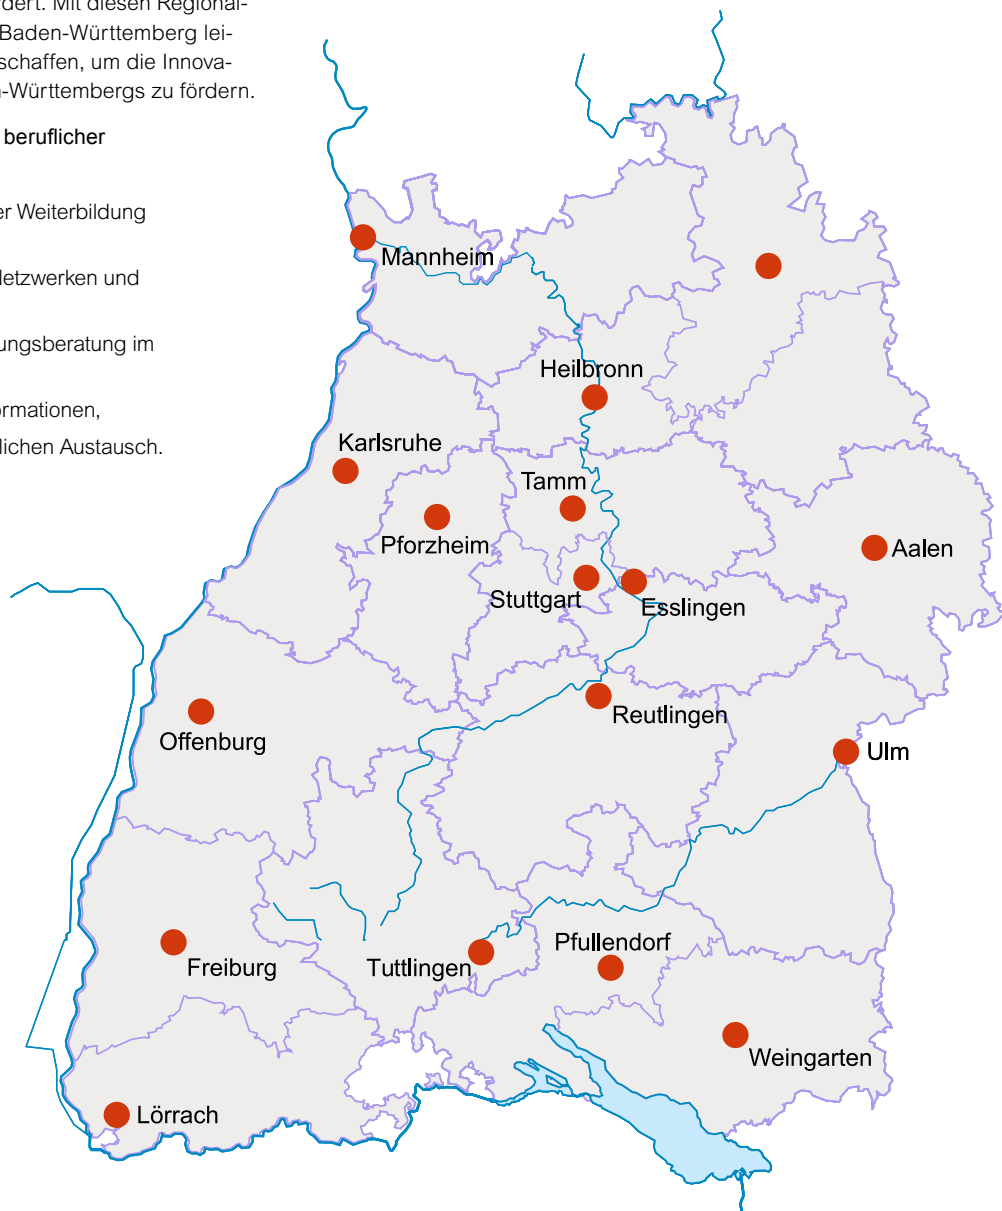 rdert. Mit diesen Regional-
Baden-Württemberg lei-
schaffen, um die Innova-
-Württembergs zu fördern.
beruflicher
er Weiterbildung
Netzwerken und
ungsberatung im
ormationen,
lichen Austausch.
Mannheim
Heilbronn
Karlsruhe
Tamm
Pforzheim
Aalen
Stuttgart
Esslingen
Reutlingen
Offenburg
Ulm
Pfullendorf
Freiburg
Tuttlingen
Weingarten
Lörrach